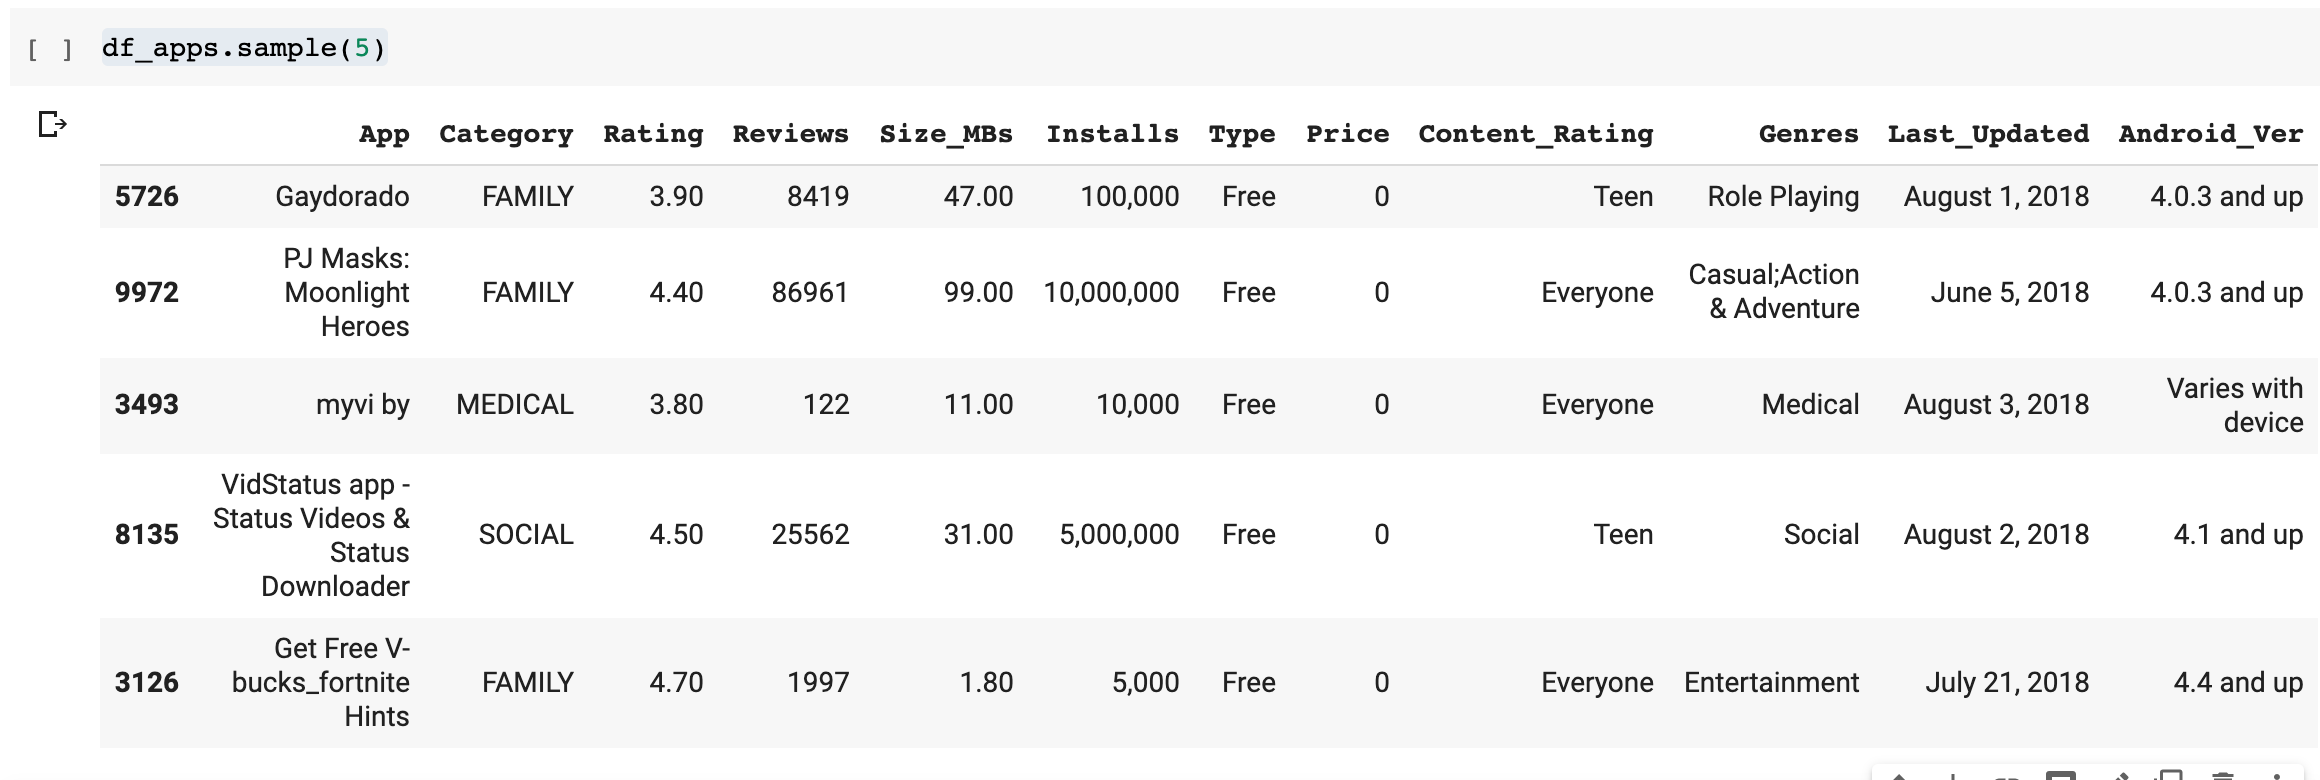 [ ] df_apps.sample(5)
App Category Rating Reviews Size_MBs Installs Type Price Content_Rating Genres Last_Updated Android_Ver
5726 Gaydorado FAMILY 3.90 8419 47.00 100,000 Free 0 Teen Role Playing August 1, 2018 4.0.3 and up
PJ Masks:
Moonlight
Heroes
9972 FAMILY 4.40 86961 99.00 10,000,000 Free 0 Everyone
Casual;Action
& Adventure
June 5, 2018 4.0.3 and up
3493 myvi by MEDICAL 3.80 122 11.00 10,000 Free 0 Everyone Medical August 3, 2018
Varies with
device
VidStatus app -
Status Videos &
Status
Downloader
8135 SOCIAL 4.50 25562 31.00 5,000,000 Free 0 Teen Social August 2, 2018 4.1 and up
Get Free V-
bucks_fortnite
Hints
3126 FAMILY 4.70 1997 1.80 5,000 Free 0 Everyone Entertainment July 21, 2018 4.4 and up